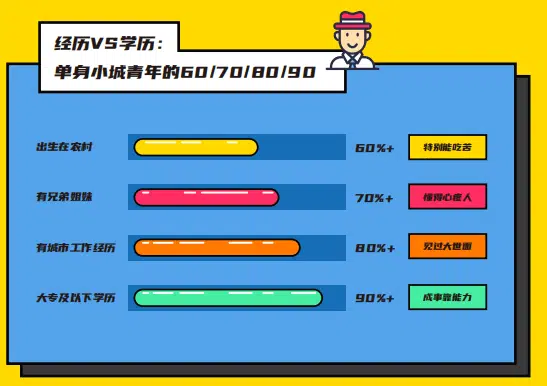 经历VS学历：
单身小城青年的60/70/80/90
出生在农村 60%+ 特别能吃苦
有兄弟姐妹 70%+ 懂得心疼人
有城市工作经历 80%+ 见过大世面
大专及以下学历 90%+ 成事靠能力